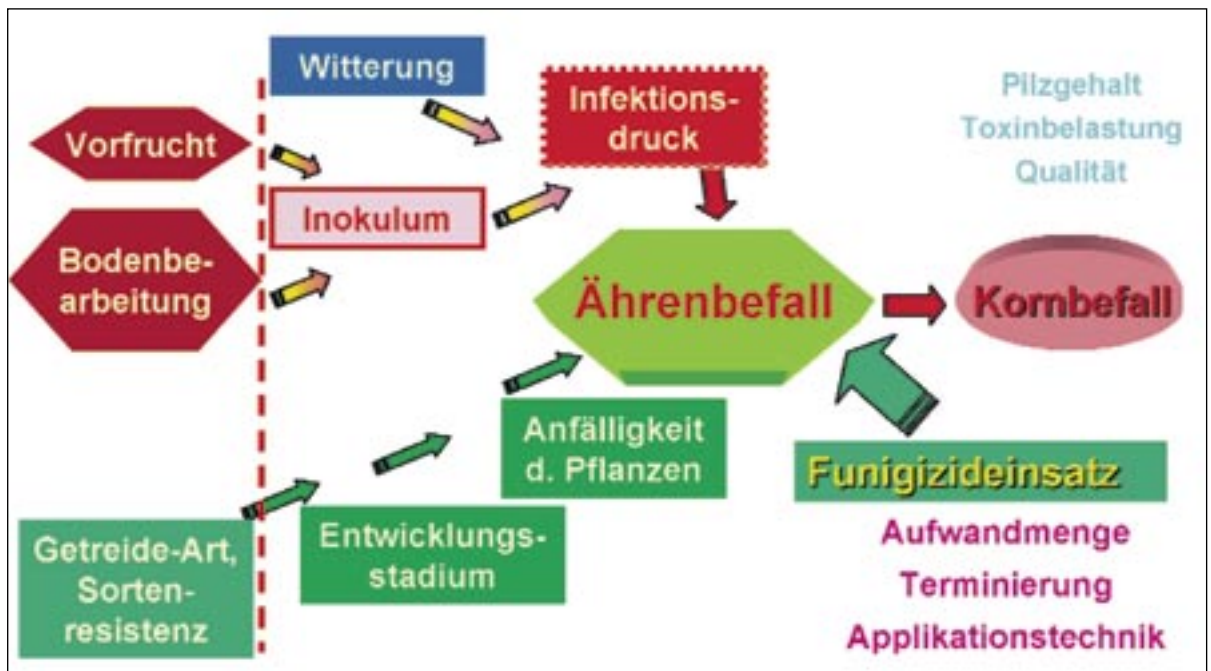 Witterung
Infektions-
druck
Pilzgehalt
Toxinbelastung
Qualität
Vorfrucht
Inokulum
Bodenbe-
arbeitung
Ährenbefall
Kornbefall
Anfälligkeit
d. Pflanzen
Funigizideinsatz
Getreide-Art,
Sorten-
resistenz
Entwicklungs-
stadium
Aufwandmenge
Terminierung
Applikationstechnik